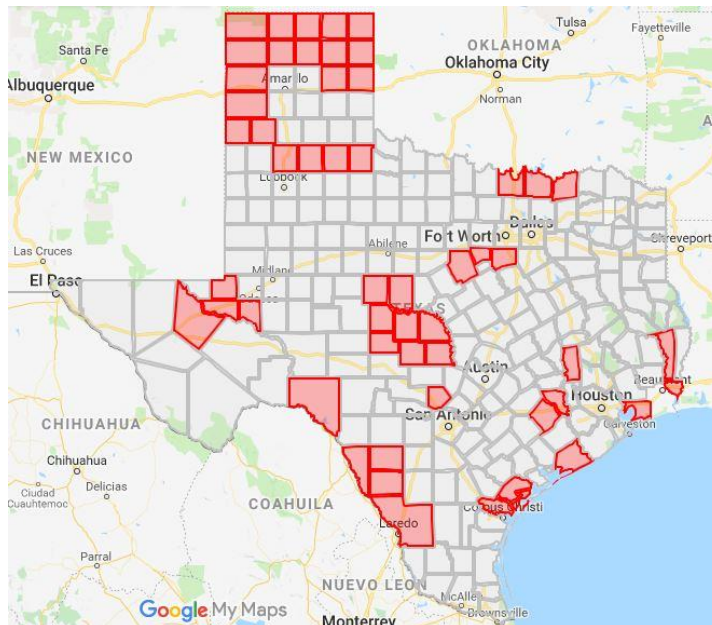 Tulsa
Fayetteville
Santa Fe
OKLAHOMA
Oklahoma City
Albuquerque
Amarillo
Norman
NEW MEXICO
Lubbock
Dallas
Fort Worth
Shreveport
Las Cruces
Abilene
El Paso
Midland
Odessa
TEXAS
Austin
Beaumont
Houston
San Antonio
CHIHUAHUA
Galveston
Chihuahua
Ciudad
Cuauhtemoc
Delicias
COAHUILA
Corpus Christi
Laredo
Parral
NUEVO LEON
McAllen
Google My Maps
Brownsville
Monterrey